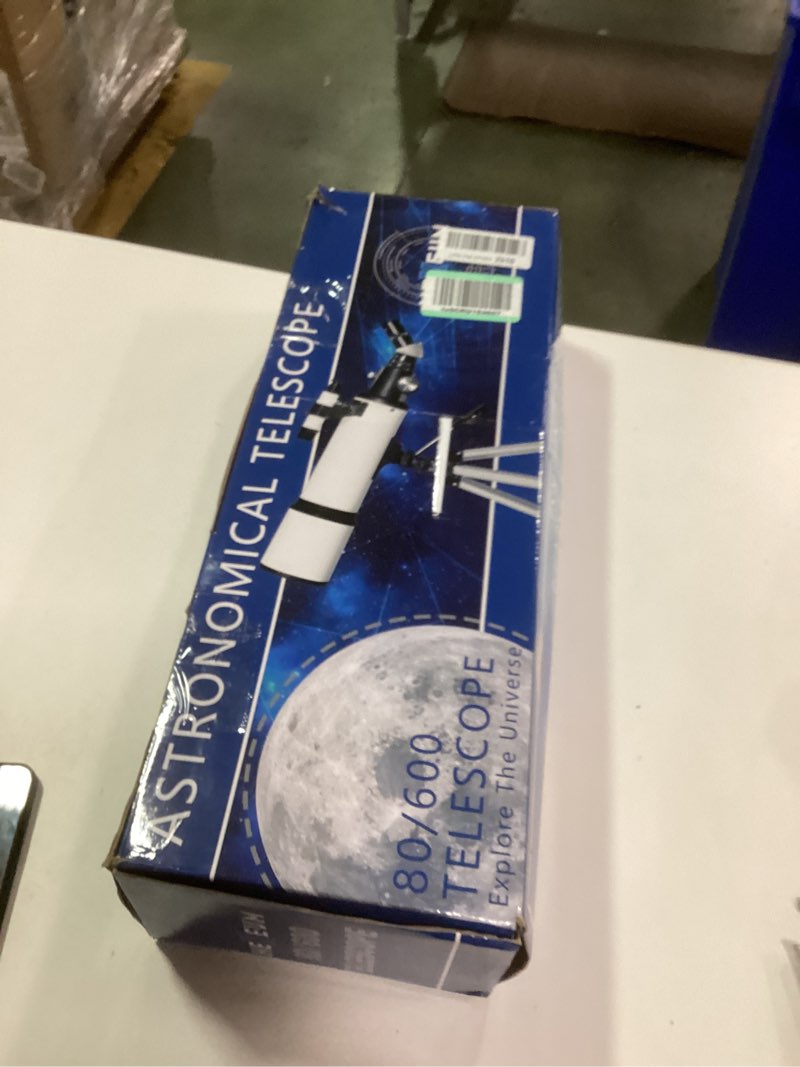 ASTRONOMICAL TELESCOPE
80/600
TELESCOPE
Explore The Universe